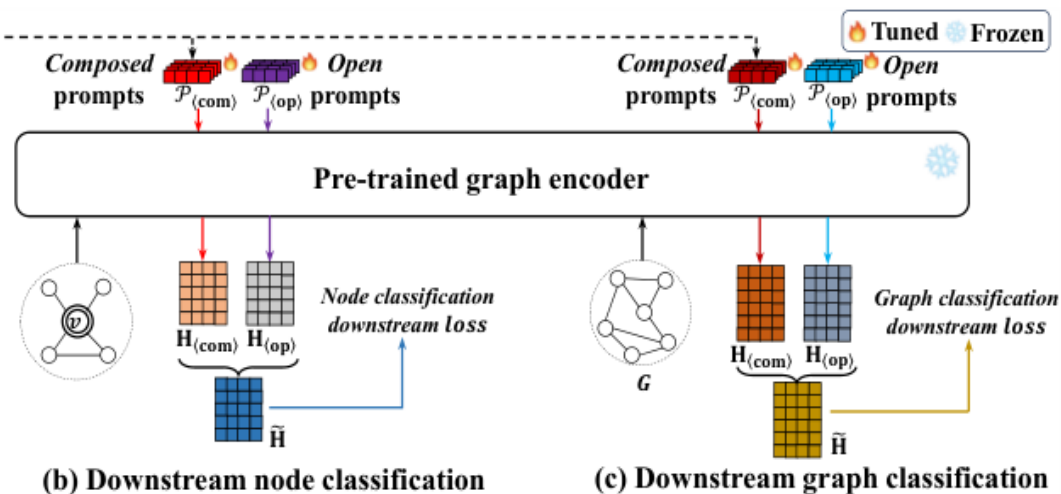 Tuned Frozen
Composed
prompts
𝒫⟨com⟩
Open
prompts
𝒫⟨op⟩
Composed
prompts
𝒫⟨com⟩
Open
prompts
𝒫⟨op⟩
Pre-trained graph encoder
v
H⟨com⟩
H⟨op⟩
H̃
Node classification
downstream loss
G
H⟨com⟩
H⟨op⟩
H̃
Graph classification
downstream loss
(b) Downstream node classification
(c) Downstream graph classification